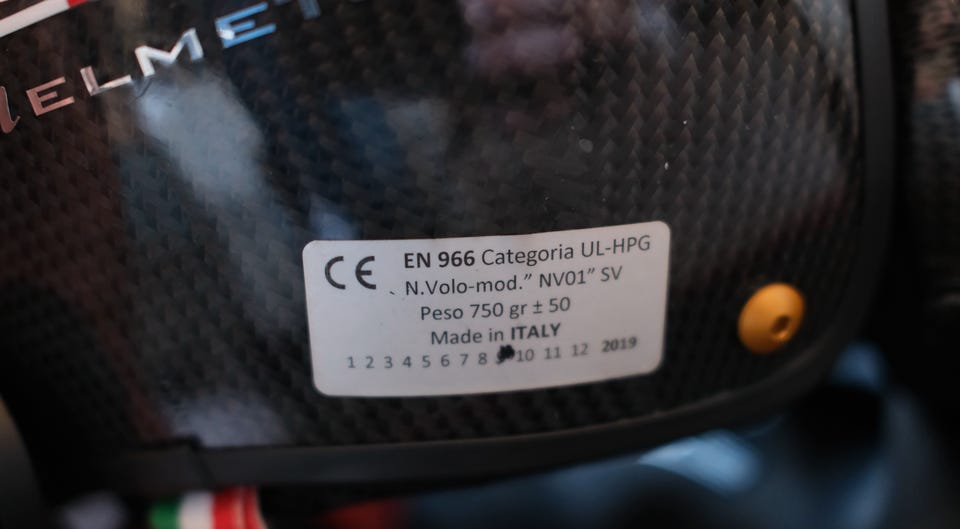 HELMET
CE EN 966 Categoria UL-HPG
N.Volo-mod.” NV01” SV
Peso 750 gr ± 50
Made in ITALY
1 2 3 4 5 6 7 8 9 10 11 12 2019